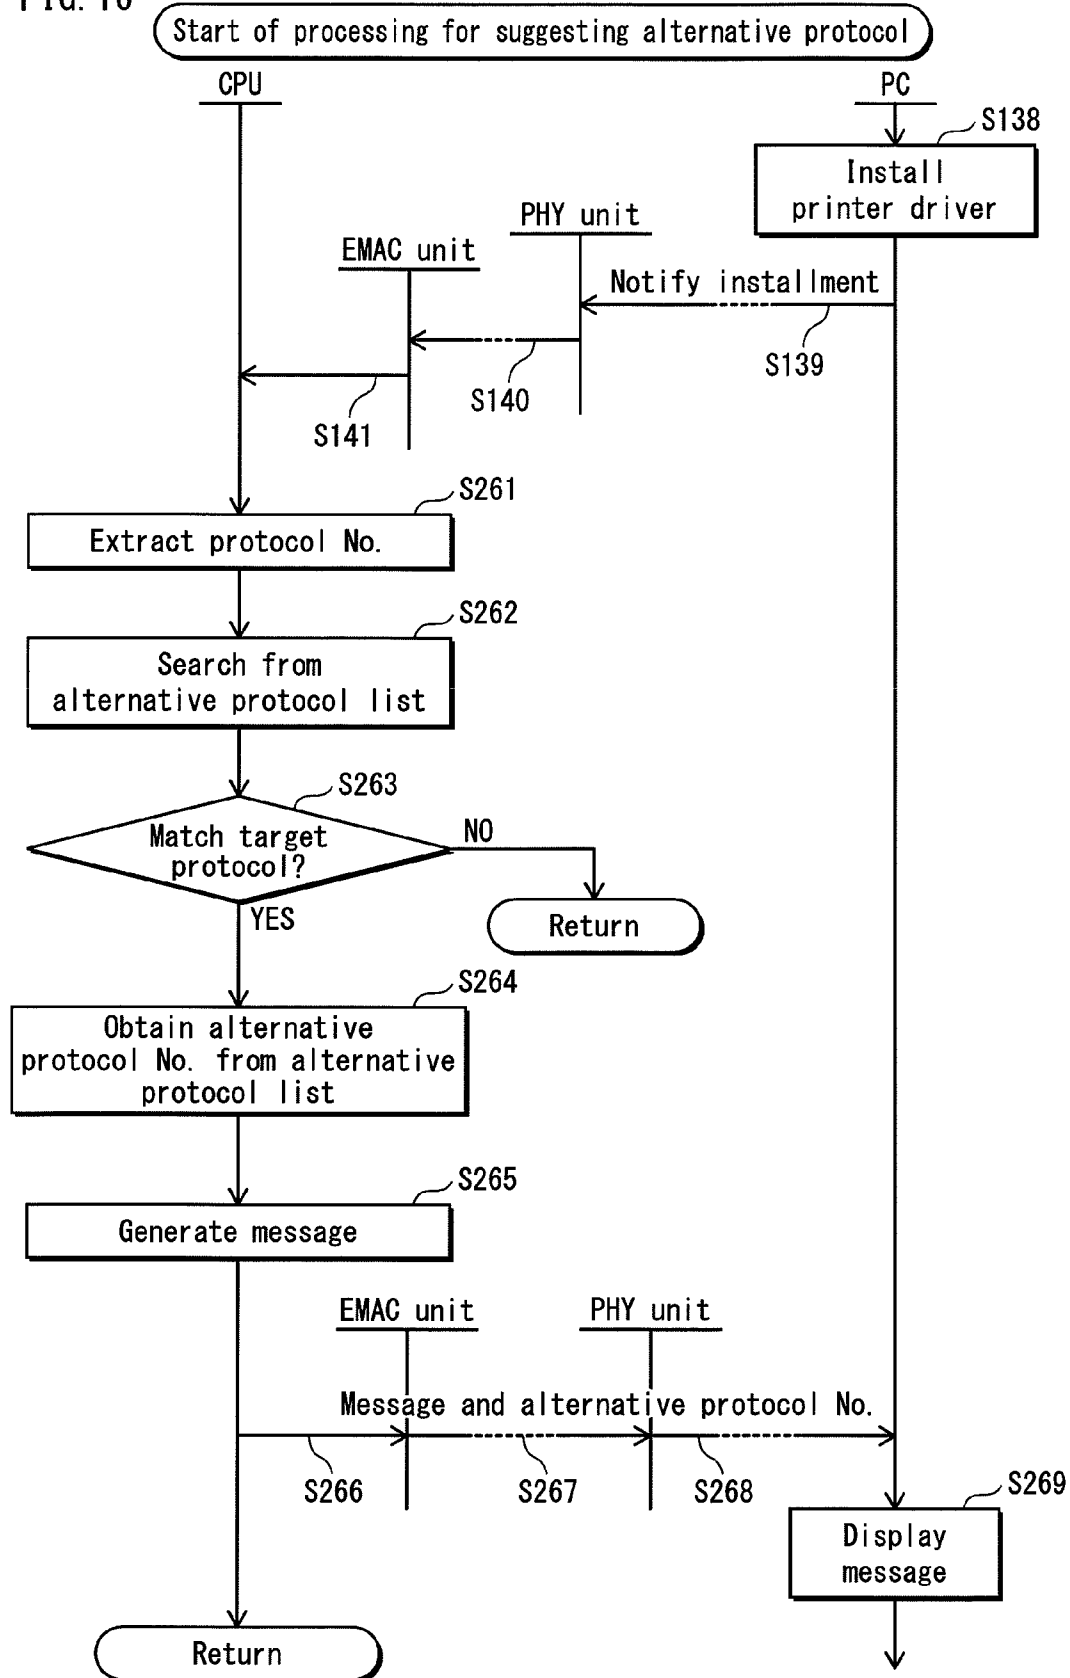 Start of processing for suggesting alternative protocol
CPU
PC
S138
Install
printer driver
PHY unit
EMAC unit
Notify installment
S139
S140
S141
S261
Extract protocol No.
S262
Search from
alternative protocol list
S263
Match target
protocol?
NO
YES
Return
S264
Obtain alternative
protocol No. from alternative
protocol list
S265
Generate message
EMAC unit
PHY unit
Message and alternative protocol No.
S266
S267
S268
S269
Display
message
Return